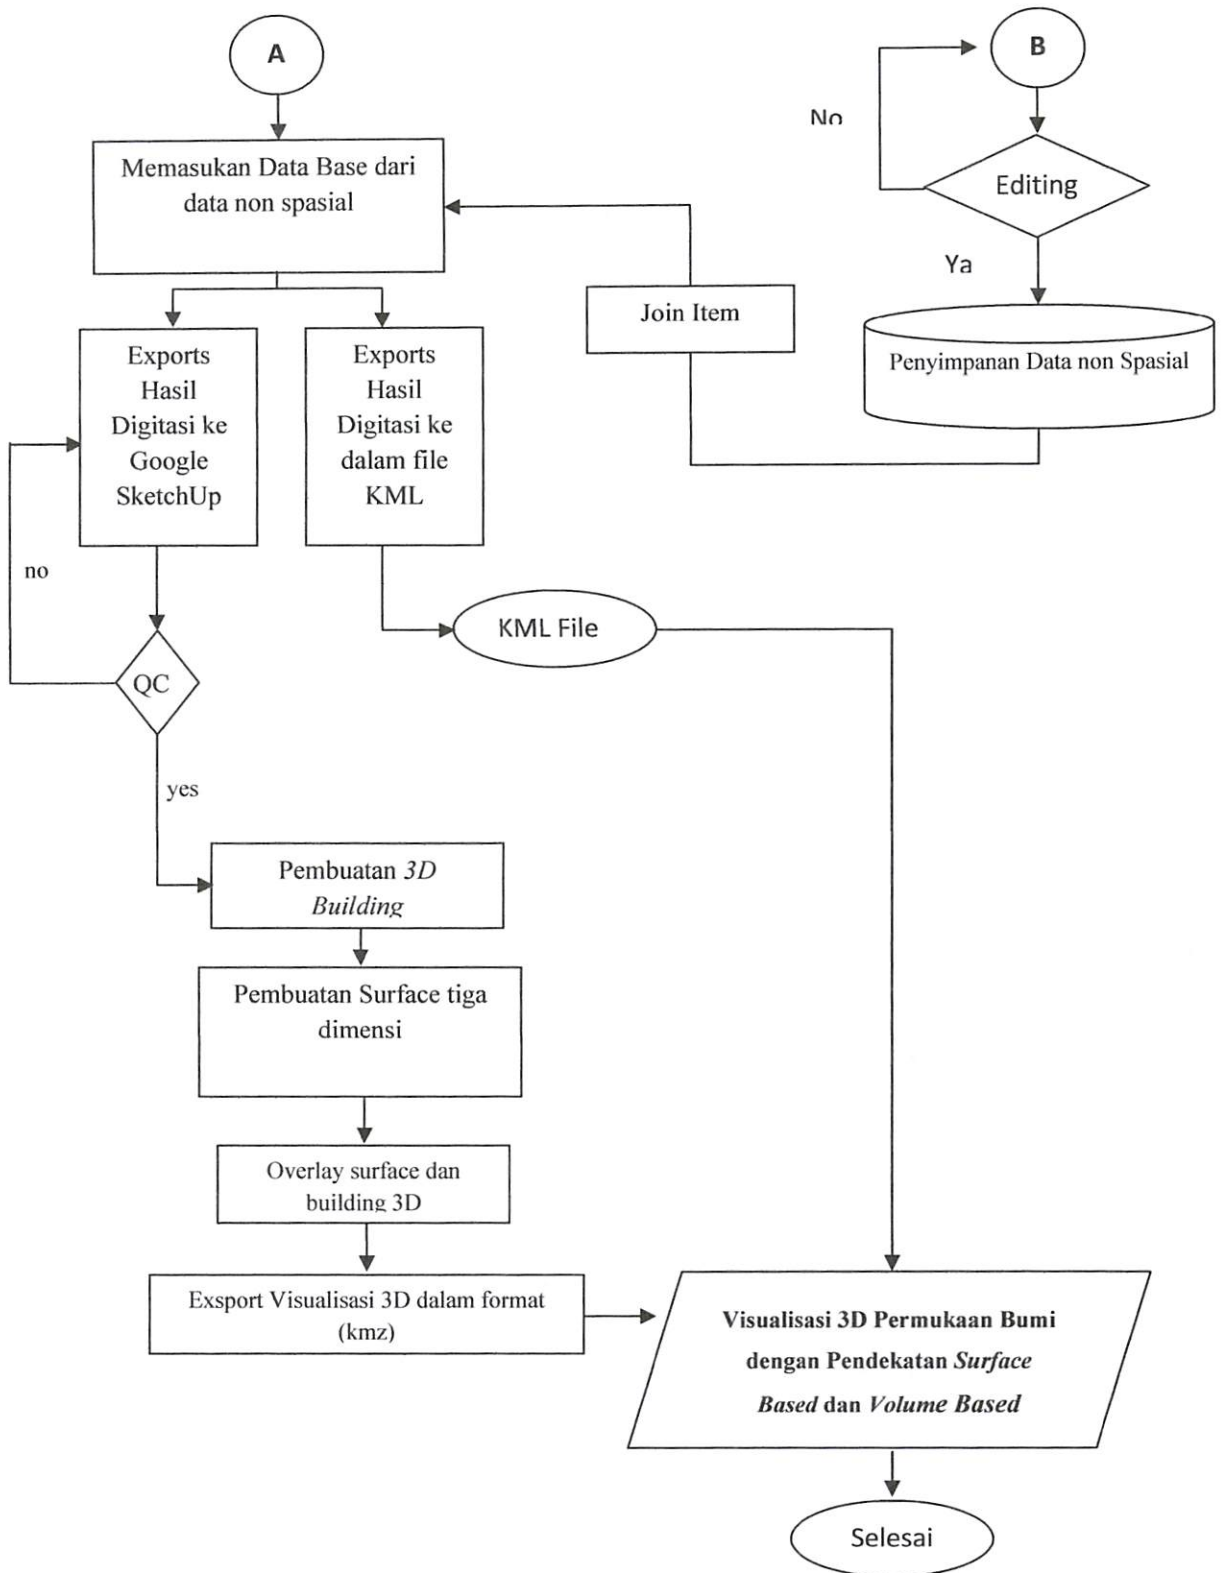 A
B
No
Memasukan Data Base dari
data non spasial
Editing
Ya
Join Item
Penyimpanan Data non Spasial
Exports
Hasil
Digitasi ke
Google
SketchUp
Exports
Hasil
Digitasi ke
dalam file
KML
no
KML File
QC
yes
Pembuatan 3D
Building
Pembuatan Surface tiga
dimensi
Overlay surface dan
building 3D
Exsport Visualisasi 3D dalam format
(kmz)
Visualisasi 3D Permukaan Bumi
dengan Pendekatan Surface
Based dan Volume Based
Selesai